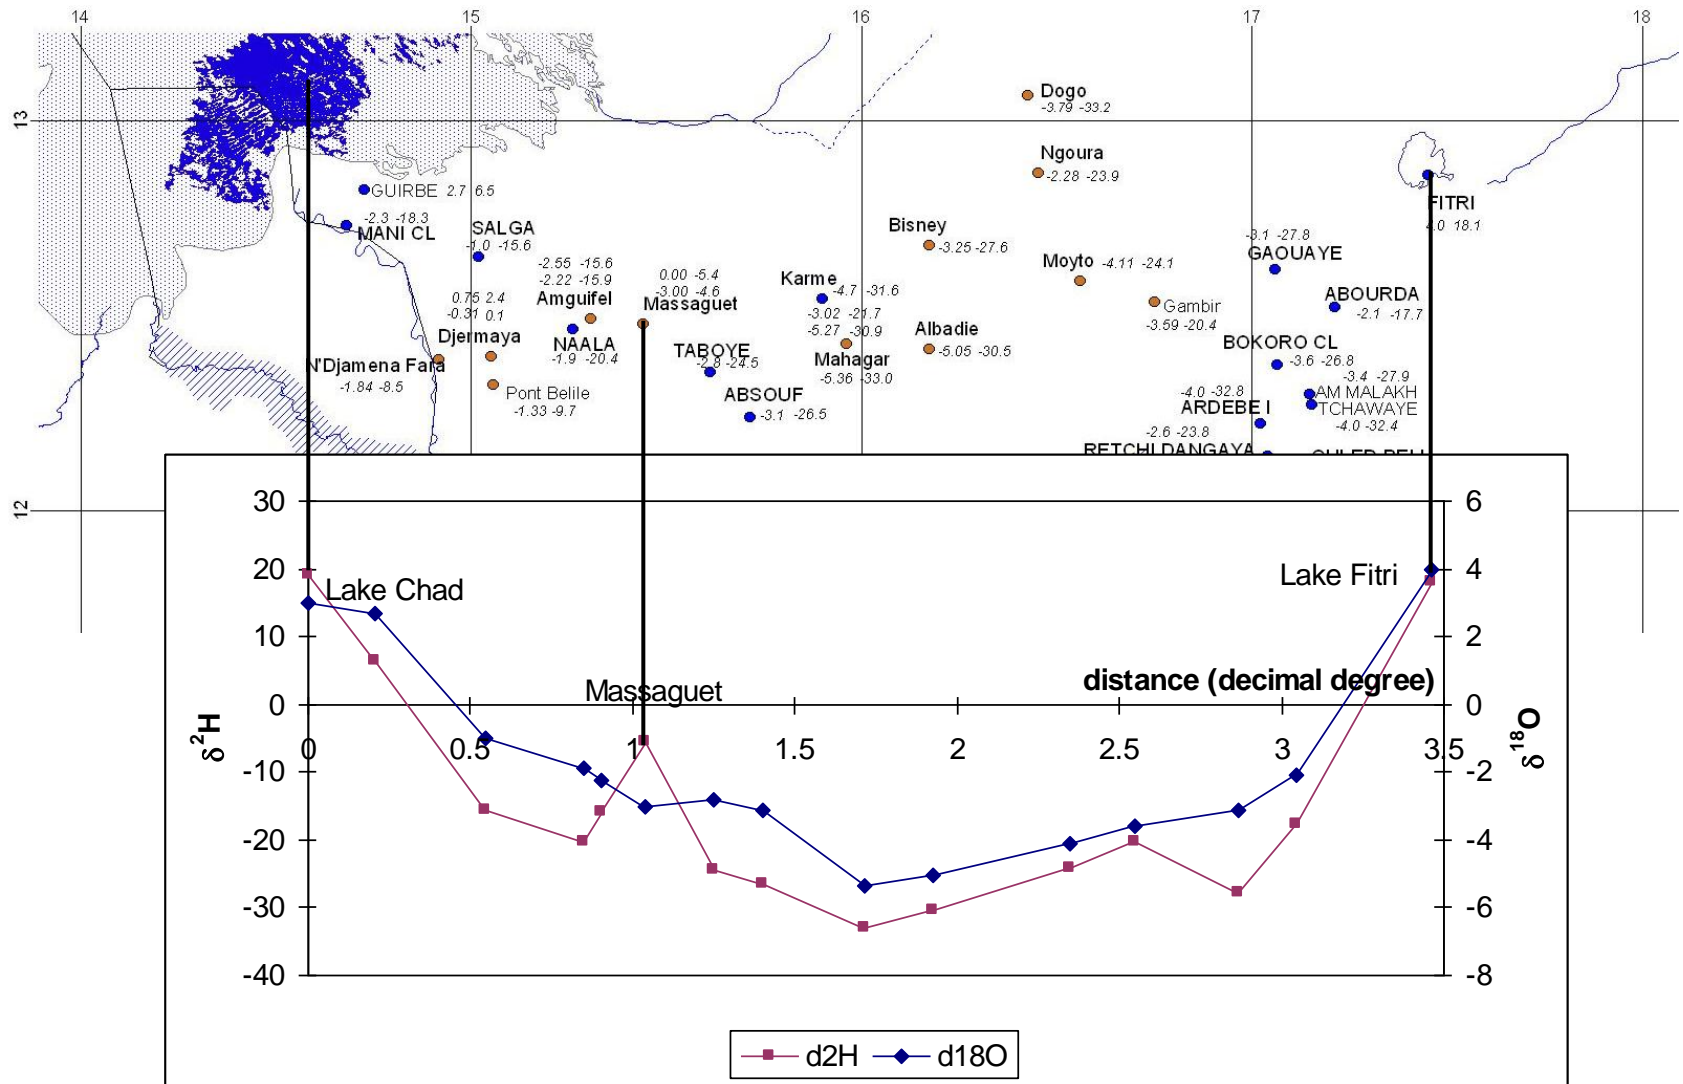 14 15 16 17 18
13
Dogo
-3.79 -33.2
Ngoura
-2.28 -23.9
GUIRBE 2.7 6.5
-2.3 -18.3
MANI CL
SALGA
-1.0 -15.6
FITRI
4.0 18.1
Bisney
-3.25 -27.6
-3.1 -27.8
GAOUAYE
-2.55 -15.6
-2.22 -15.9
Amguifel
0.00 -5.4
-3.00 -4.6
Massaguet
Karme
-4.7 -31.6
-3.02 -21.7
-5.27 -30.9
Mahagar
-5.36 -33.0
Moyto -4.11 -24.1
Gambir
-3.59 -20.4
ABOURDA
-2.1 -17.7
0.75 2.4
-0.31 0.1
Djermaya
NAALA
-1.9 -20.4
Albadie
-5.05 -30.5
BOKORO CL
-3.6 -26.8
N'Djamena Fara
-1.84 -8.5
TABOYE
-2.8 -24.5
-3.4 -27.9
AM MALAKH
TCHAWAYE
-4.0 -32.4
Pont Belile
-1.33 -9.7
ABSOUF
-3.1 -26.5
-4.0 -32.8
ARDEBE I
-2.6 -23.8
RETCHI DANGAYA
12
30 6
20 4
Lake Chad
Lake Fitri
10 2
Massaguet
distance (decimal degree)
0 0
0 0.5 1 1.5 2 2.5 3 3.5
δ²H
δ¹⁸O
-10 -2
-20 -4
-30 -6
-40 -8
d2H d18O